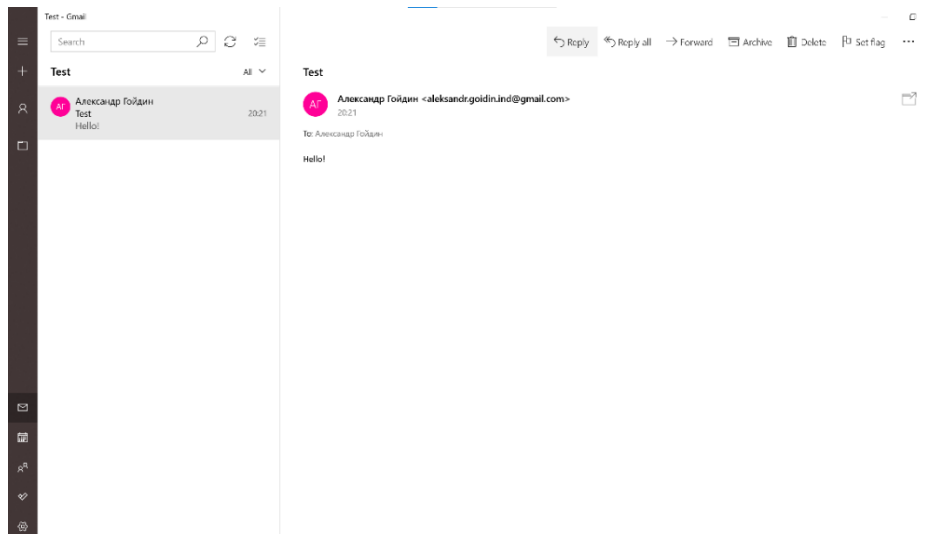 Test - Gmail
Search
Reply
Reply all
Forward
Archive
Delete
Set flag
Test
All
АГ
Александр Гойдин
Test
20:21
Hello!
Test
АГ
Александр Гойдин <aleksandr.goidin.ind@gmail.com>
20:21
To: Александр Гойдин
Hello!